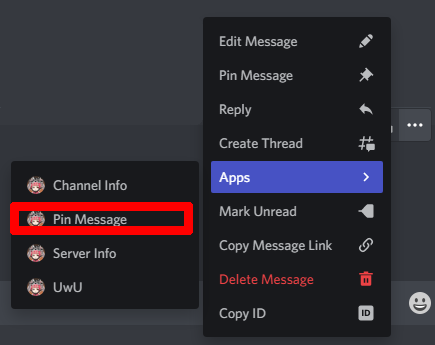 Edit Message
Pin Message
Reply
Create Thread
Apps
Mark Unread
Copy Message Link
Delete Message
Copy ID
ID
Channel Info
Pin Message
Server Info
UwU